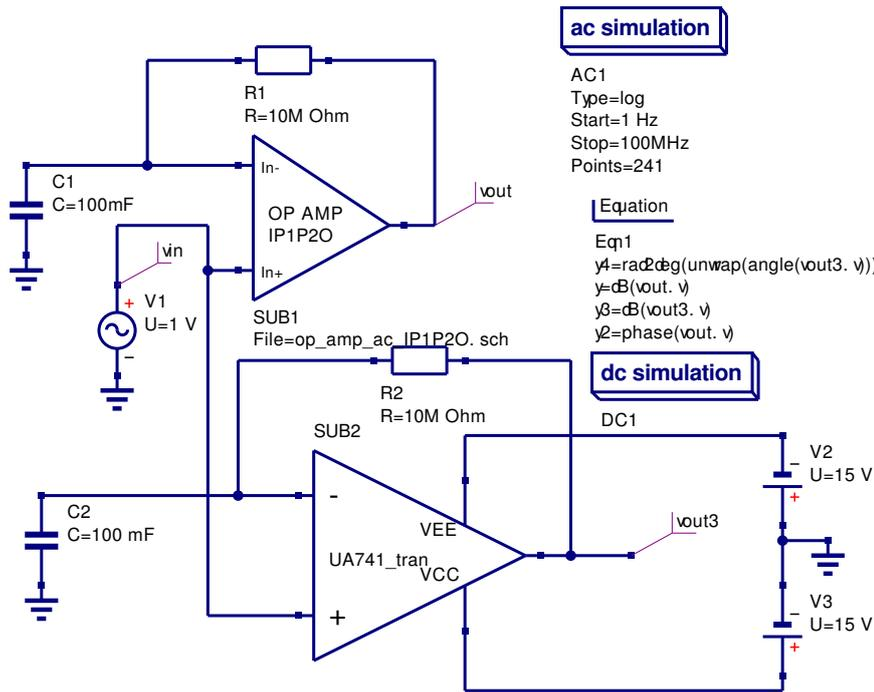 ac simulation
AC1
Type=log
Start=1 Hz
Stop=100MHz
Points=241
R1
R=10M Ohm
C1
C=100mF
In-
OP AMP
IP1P2O
In+
vout
vin
+
V1
U=1 V
-
SUB1
File=op_amp_ac_IP1P2O. sch
Equation
Eqn1
y4=rad2deg(unwrap(angle(vout3. v)))
y=dB(vout. v)
y3=dB(vout3. v)
y2=phase(vout. v)
dc simulation
DC1
R2
R=10M Ohm
SUB2
C2
C=100 mF
-
VEE
UA741_tran
VCC
+
vout3
-
V2
U=15 V
+
-
V3
U=15 V
+